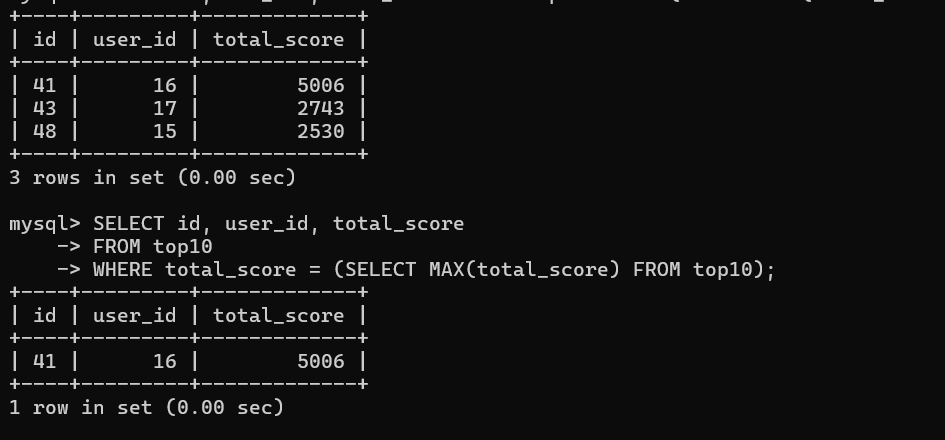 +----+---------+-------------+
| id | user_id | total_score |
+----+---------+-------------+
| 41 |      16 |        5006 |
| 43 |      17 |        2743 |
| 48 |      15 |        2530 |
+----+---------+-------------+
3 rows in set (0.00 sec)

mysql> SELECT id, user_id, total_score
    -> FROM top10
    -> WHERE total_score = (SELECT MAX(total_score) FROM top10);
+----+---------+-------------+
| id | user_id | total_score |
+----+---------+-------------+
| 41 |      16 |        5006 |
+----+---------+-------------+
1 row in set (0.00 sec)